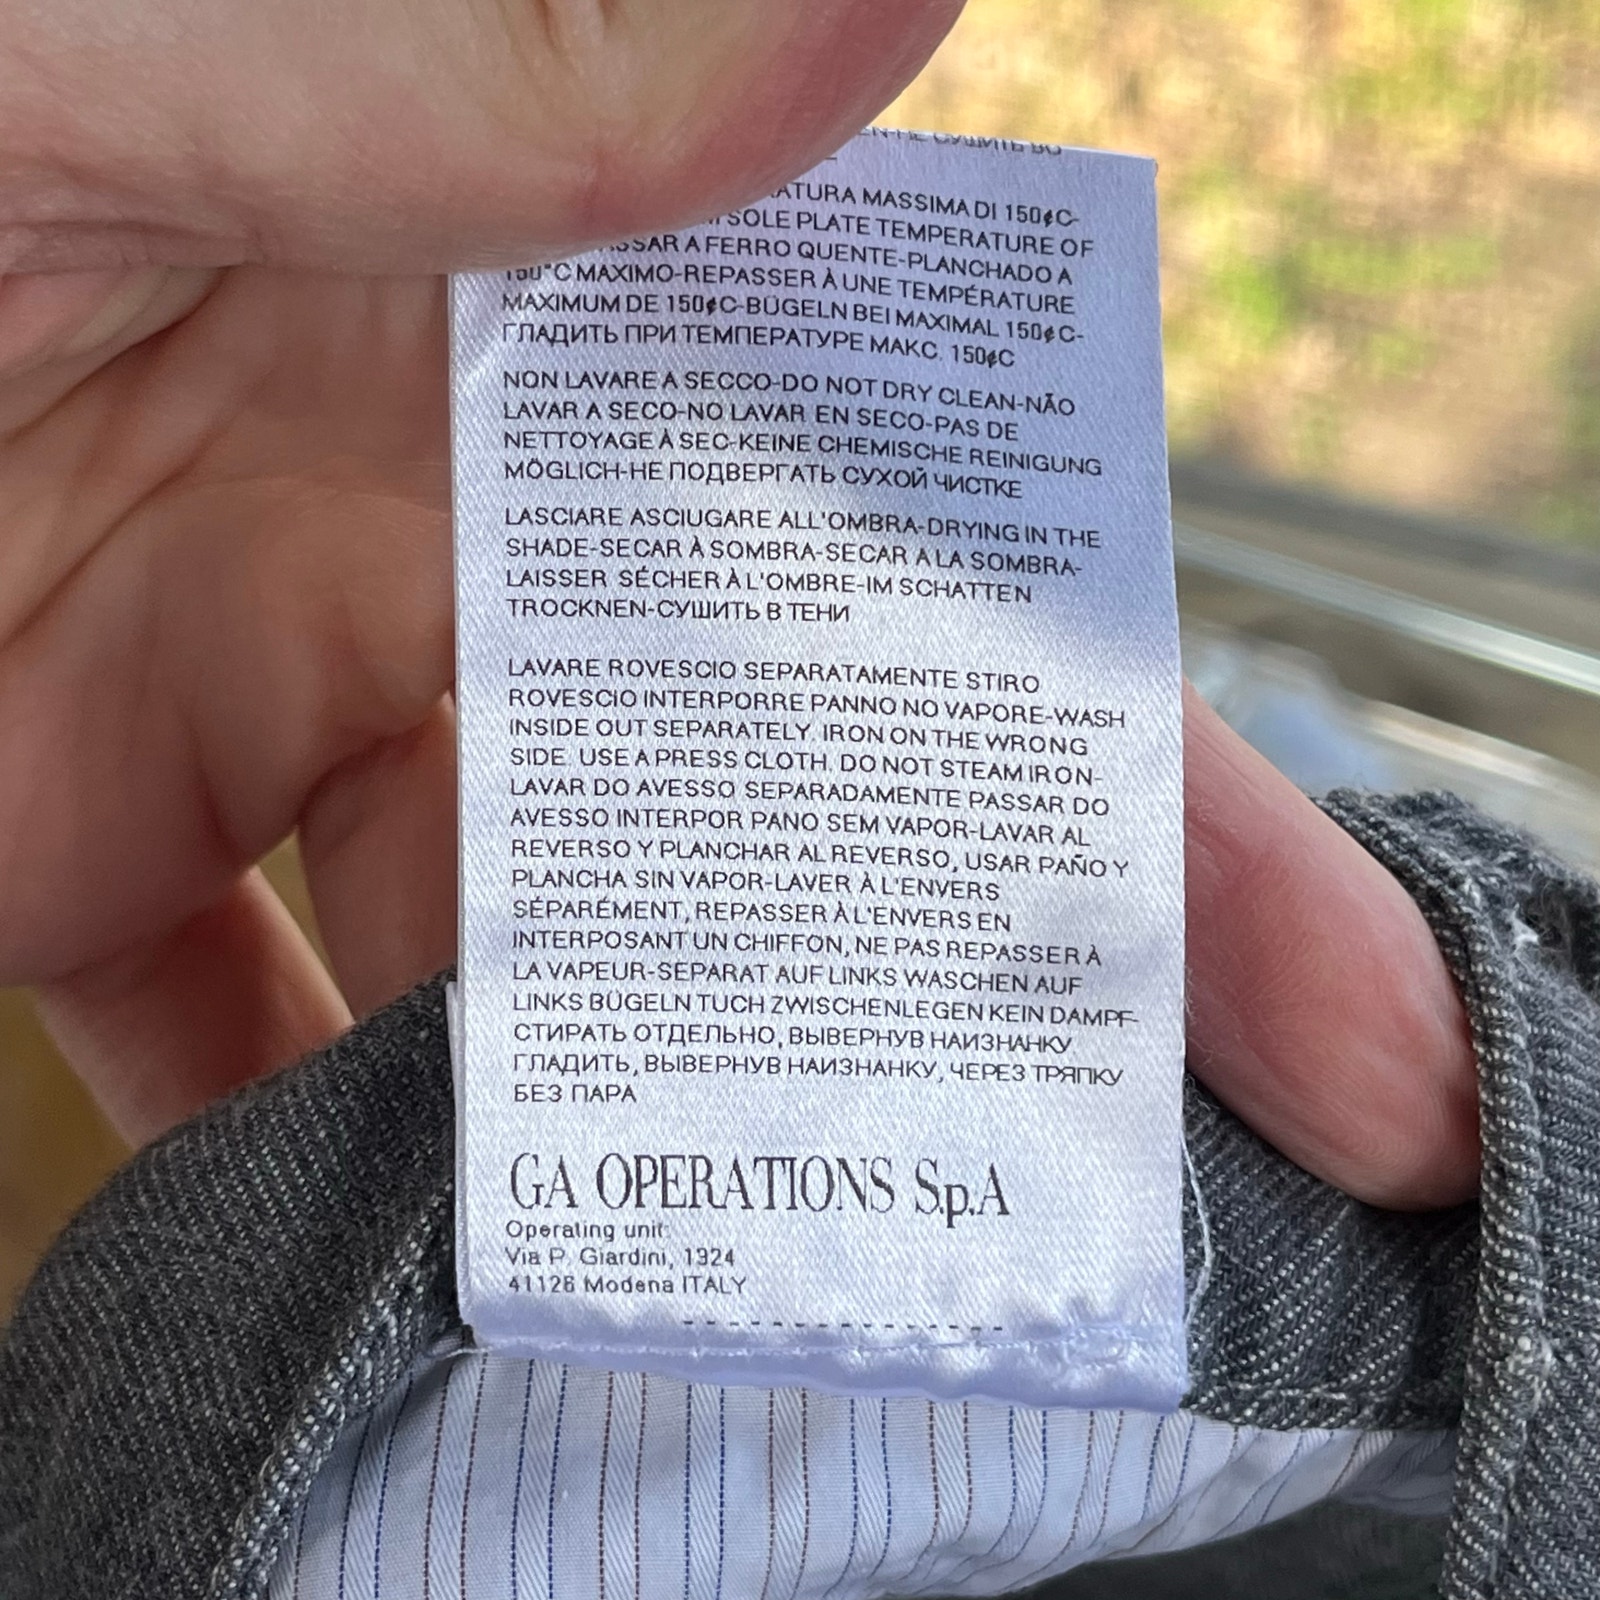 СУШИТЬ ВО
MASSIMA DI 150¢C-
SOLE PLATE TEMPERATURE OF
A FERRO QUENTE-PLANCHADO A
150°C MAXIMO-REPASSER À UNE TEMPÉRATURE
MAXIMUM DE 150¢C-BÜGELN BEI MAXIMAL 150¢C-
ГЛАДИТЬ ПРИ ТЕМПЕРАТУРЕ МАКС. 150¢C
NON LAVARE A SECCO-DO NOT DRY CLEAN-NÃO
LAVAR A SECO-NO LAVAR EN SECO-PAS DE
NETTOYAGE À SEC-KEINE CHEMISCHE REINIGUNG
MÖGLICH-НЕ ПОДВЕРГАТЬ СУХОЙ ЧИСТКЕ
LASCIARE ASCIUGARE ALL'OMBRA-DRYING IN THE
SHADE-SECAR À SOMBRA-SECAR A LA SOMBRA-
LAISSER SÉCHER À L'OMBRE-IM SCHATTEN
TROCKNEN-СУШИТЬ В ТЕНИ
LAVARE ROVESCIO SEPARATAMENTE STIRO
ROVESCIO INTERPORRE PANNO NO VAPORE-WASH
INSIDE OUT SEPARATELY. IRON ON THE WRONG
SIDE. USE A PRESS CLOTH. DO NOT STEAM IRON-
LAVAR DO AVESSO SEPARADAMENTE PASSAR DO
AVESSO INTERPOR PANO SEM VAPOR-LAVAR AL
REVERSO Y PLANCHAR AL REVERSO, USAR PAÑO Y
PLANCHA SIN VAPOR-LAVER À L'ENVERS
SÉPARÉMENT, REPASSER À L'ENVERS EN
INTERPOSANT UN CHIFFON, NE PAS REPASSER À
LA VAPEUR-SEPARAT AUF LINKS WASCHEN AUF
LINKS BÜGELN TUCH ZWISCHENLEGEN KEIN DAMPF-
СТИРАТЬ ОТДЕЛЬНО, ВЫВЕРНУВ НАИЗНАНКУ
ГЛАДИТЬ, ВЫВЕРНУВ НАИЗНАНКУ, ЧЕРЕЗ ТРЯПКУ
БЕЗ ПАРА
GA OPERATIONS S.p.A
Operating unit:
Via P. Giardini, 1324
41126 Modena ITALY